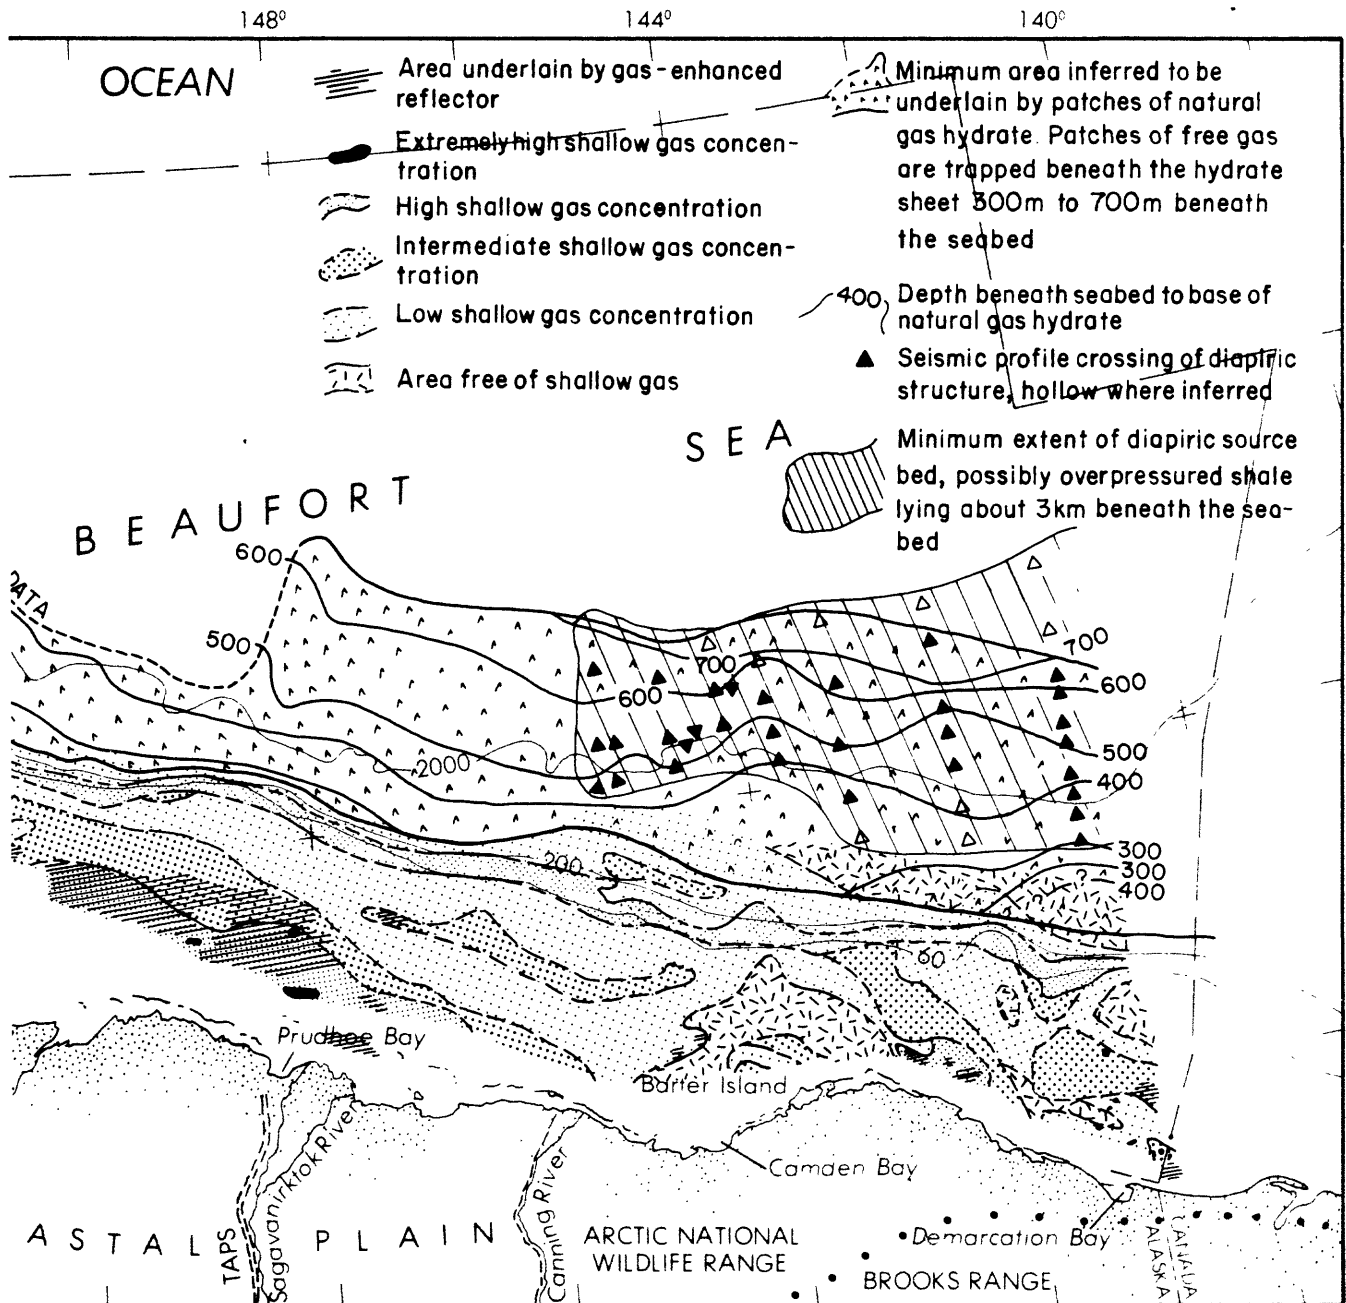 148° 144° 140°
OCEAN
Area underlain by gas-enhanced
reflector
Extremely high shallow gas concen-
tration
High shallow gas concentration
Intermediate shallow gas concen-
tration
Low shallow gas concentration
Area free of shallow gas
Minimum area inferred to be
underlain by patches of natural
gas hydrate. Patches of free gas
are trapped beneath the hydrate
sheet 300m to 700m beneath
the seabed
400
Depth beneath seabed to base of
natural gas hydrate
Seismic profile crossing of diapiric
structure, hollow where inferred
Minimum extent of diapiric source
bed, possibly overpressured shale
lying about 3km beneath the sea-
bed
BEAUFORT SEA
600
DATA
500
700
700
600
600
500
2000
400
300
300
400
?
200
60
Prudhoe Bay
Barter Island
Camden Bay
Sagavanirkiok River
TAPS
Canning River
ASTAL PLAIN
ARCTIC NATIONAL
WILDLIFE RANGE
Demarcation Bay
BROOKS RANGE
ALASKA
CANADA